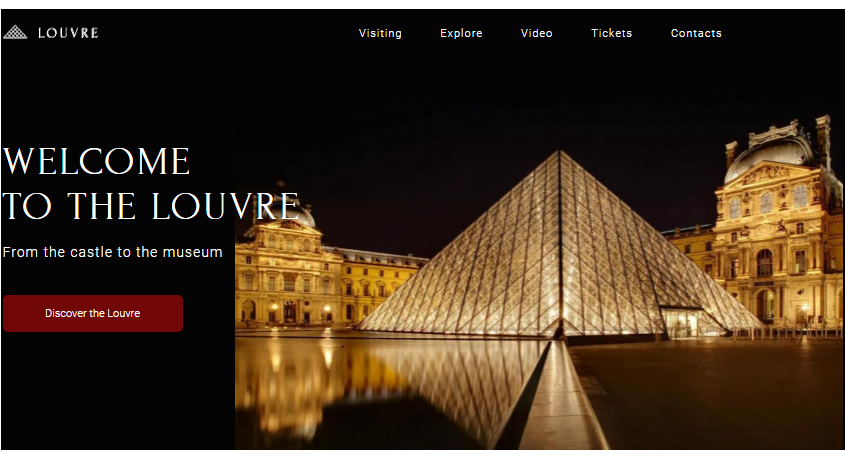 LOUVRE
Visiting Explore Video Tickets Contacts
WELCOME
TO THE LOUVRE
From the castle to the museum
Discover the Louvre